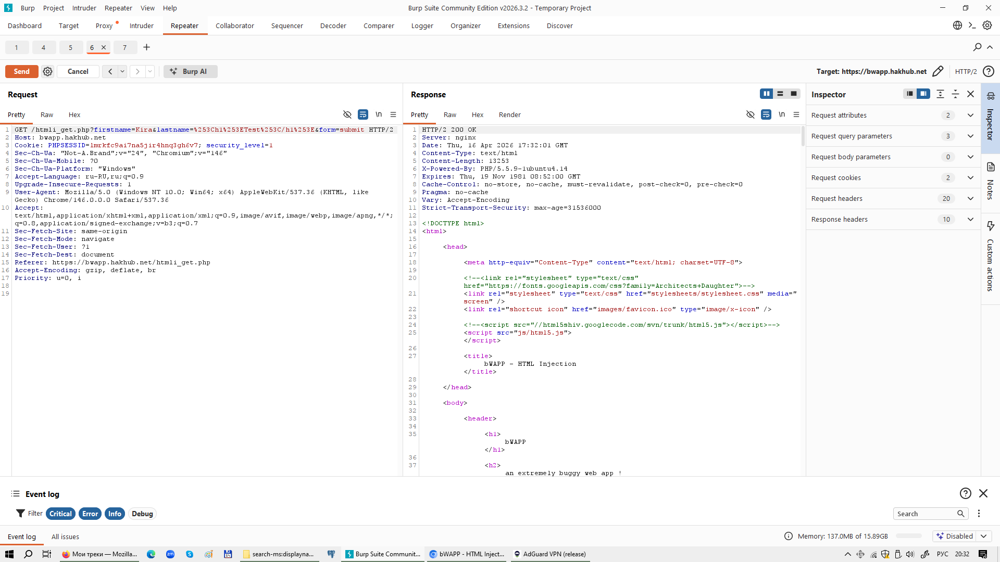 Burp Project Intruder Repeater View Help
Burp Suite Community Edition v2026.3.2 - Temporary Project
Dashboard Target Proxy Intruder Repeater Collaborator Sequencer Decoder Comparer Logger Organizer Extensions Discover
1 4 5 6 7
Send Cancel Burp AI
Target: https://bwapp.hakhub.net HTTP/2
Request
Pretty Raw Hex
\n
1 GET /htmli_get.php?firstname=Kira&lastname=%253Ch1%253ETest%253C/h1%253E&form=submit HTTP/2
2 Host: bwapp.hakhub.net
3 Cookie: PHPSESSID=lmrkfc9ai7na5jir4hnq3gh6v7; security_level=1
4 Sec-Ch-Ua: "Not-A.Brand";v="24", "Chromium";v="146"
5 Sec-Ch-Ua-Mobile: ?0
6 Sec-Ch-Ua-Platform: "Windows"
7 Accept-Language: ru-RU,ru;q=0.9
8 Upgrade-Insecure-Requests: 1
9 User-Agent: Mozilla/5.0 (Windows NT 10.0; Win64; x64) AppleWebKit/537.36 (KHTML, like
Gecko) Chrome/146.0.0.0 Safari/537.36
10 Accept:
text/html,application/xhtml+xml,application/xml;q=0.9,image/avif,image/webp,image/apng,*/*;
q=0.8,application/signed-exchange;v=b3;q=0.7
11 Sec-Fetch-Site: same-origin
12 Sec-Fetch-Mode: navigate
13 Sec-Fetch-User: ?1
14 Sec-Fetch-Dest: document
15 Referer: https://bwapp.hakhub.net/htmli_get.php
16 Accept-Encoding: gzip, deflate, br
17 Priority: u=0, i
18
19
Response
Pretty Raw Hex Render
\n
1 HTTP/2 200 OK
2 Server: nginx
3 Date: Thu, 16 Apr 2026 17:32:01 GMT
4 Content-Type: text/html
5 Content-Length: 13253
6 X-Powered-By: PHP/5.5.9-1ubuntu4.14
7 Expires: Thu, 19 Nov 1981 08:52:00 GMT
8 Cache-Control: no-store, no-cache, must-revalidate, post-check=0, pre-check=0
9 Pragma: no-cache
10 Vary: Accept-Encoding
11 Strict-Transport-Security: max-age=31536000
12
13 <!DOCTYPE html>
14 <html>
15
16 <head>
17
18 <meta http-equiv="Content-Type" content="text/html; charset=UTF-8">
19
20 <!--<link rel="stylesheet" type="text/css"
href="https://fonts.googleapis.com/css?family=Architects+Daughter">-->
21 <link rel="stylesheet" type="text/css" href="stylesheets/stylesheet.css" media="
screen" />
22 <link rel="shortcut icon" href="images/favicon.ico" type="image/x-icon" />
23
24 <!--<script src="//html5shiv.googlecode.com/svn/trunk/html5.js"></script>-->
25 <script src="js/html5.js">
</script>
26
27 <title>
bWAPP - HTML Injection
</title>
28
29 </head>
30
31 <body>
32
33 <header>
34
35 <h1>
bWAPP
</h1>
36
37 <h2>
an extremely buggy web app !
Inspector
Request attributes 2
Request query parameters 3
Request body parameters 0
Request cookies 2
Request headers 20
Response headers 10
Inspector
Notes
Custom actions
Event log
Filter Critical Error Info Debug
Search
Event log All issues
Memory: 137.0MB of 15.89GB
Disabled
Мои треки — Mozilla...
zm
S
64
search-ms:displayna...
Burp Suite Communit...
bWAPP - HTML Inject...
AdGuard VPN (release)
РУС 20:32